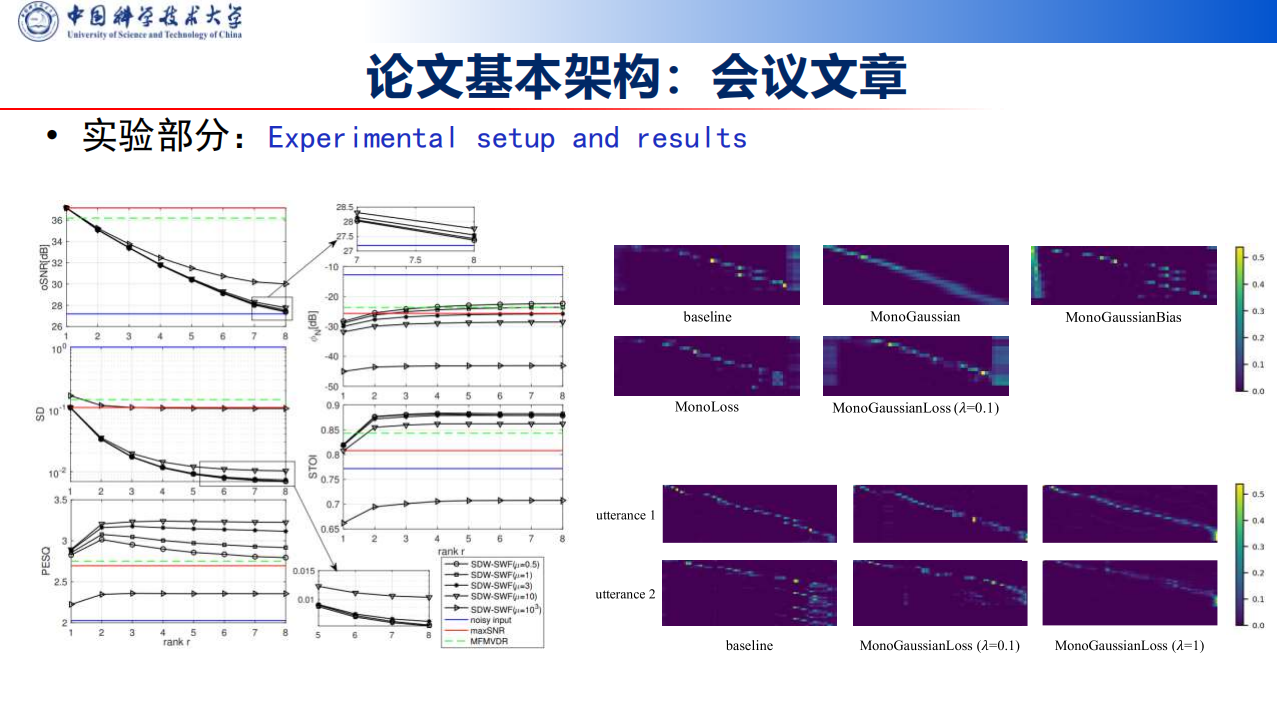 中国科学技术大学
University of Science and Technology of China
论文基本架构：会议文章
• 实验部分：Experimental setup and results
oSNR[dB]
36
34
32
30
28
26
1 2 3 4 5 6 7 8
28.5
28
27.5
27
7 7.5 8
ϕN[dB]
-10
-20
-30
-40
-50
1 2 3 4 5 6 7 8
SD
10^0
10^-1
10^-2
1 2 3 4 5 6 7 8
STOI
0.9
0.85
0.8
0.75
0.7
0.65
1 2 3 4 5 6 7 8
rank r
PESQ
3.5
3
2.5
2
1 2 3 4 5 6 7 8
rank r
0.015
0.01
5 6 7 8
SDW-SWF(μ=0.5)
SDW-SWF(μ=1)
SDW-SWF(μ=3)
SDW-SWF(μ=10)
SDW-SWF(μ=10^3)
noisy input
maxSNR
MFMVDR
baseline MonoGaussian MonoGaussianBias
MonoLoss MonoGaussianLoss (λ=0.1)
0.5
0.4
0.3
0.2
0.1
0.0
utterance 1
utterance 2
baseline MonoGaussianLoss (λ=0.1) MonoGaussianLoss (λ=1)
0.5
0.4
0.3
0.2
0.1
0.0